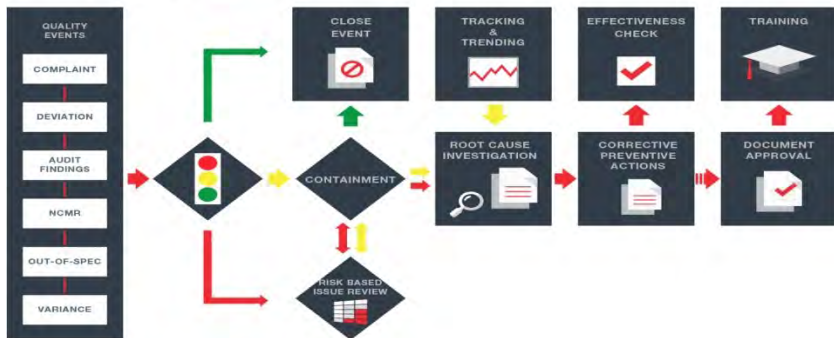 QUALITY
EVENTS
COMPLAINT
DEVIATION
AUDIT
FINDINGS
NCMR
OUT-OF-SPEC
VARIANCE
CLOSE
EVENT
TRACKING
&
TRENDING
EFFECTIVENESS
CHECK
TRAINING
CONTAINMENT
ROOT CAUSE
INVESTIGATION
CORRECTIVE
PREVENTIVE
ACTIONS
DOCUMENT
APPROVAL
RISK BASED
ISSUE REVIEW